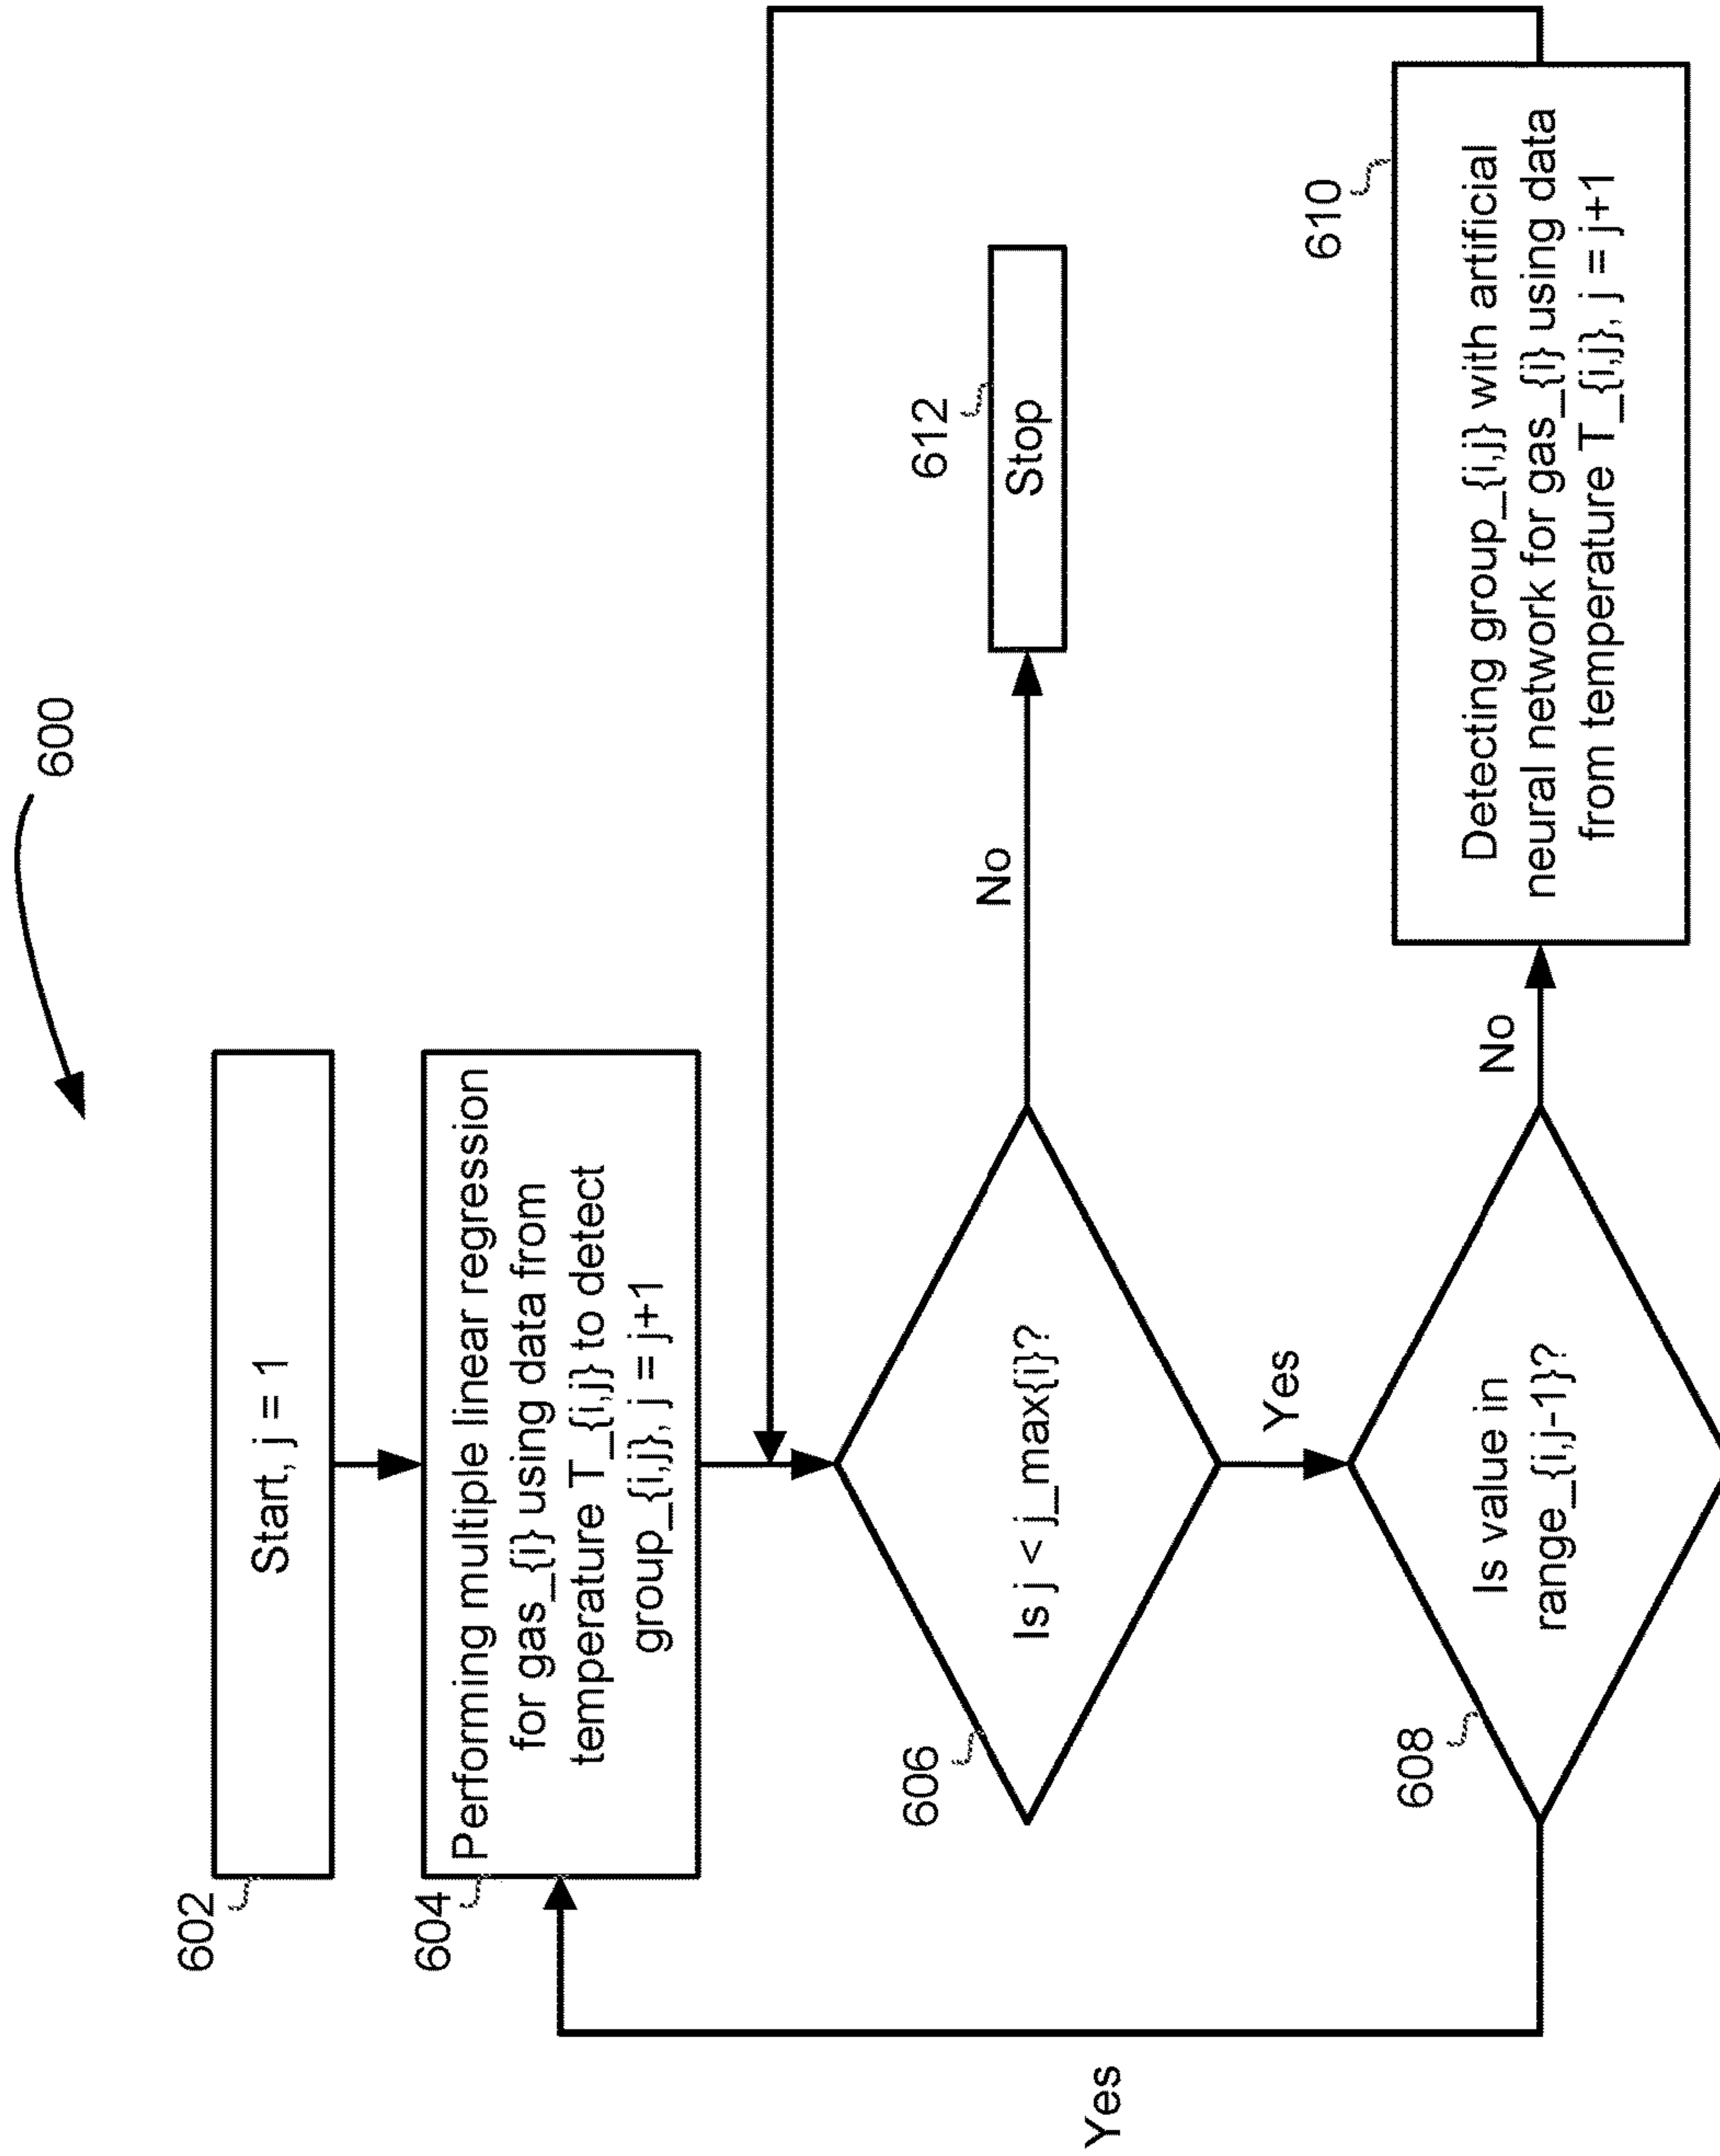 600
602
Start, j = 1
604
Performing multiple linear regression
for gas_{i} using data from
temperature T_{i,j} to detect
group_{i,j}, j = j+1
606
Is j < j_max{i}?
No
612
Stop
Yes
608
Is value in
range_{i,j-1}?
No
610
Detecting group_{i,j} with artificial
neural network for gas_{i} using data
from temperature T_{i,j}, j = j+1
Yes